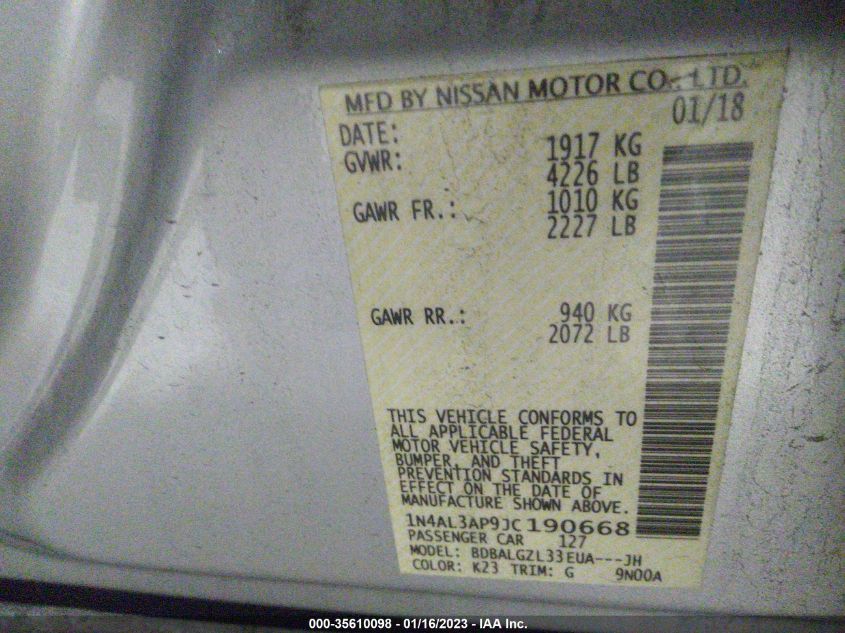 MFD BY NISSAN MOTOR CO., LTD.
DATE: 01/18
GVWR: 1917 KG
4226 LB
GAWR FR.: 1010 KG
2227 LB
GAWR RR.: 940 KG
2072 LB
THIS VEHICLE CONFORMS TO
ALL APPLICABLE FEDERAL
MOTOR VEHICLE SAFETY,
BUMPER, AND THEFT
PREVENTION STANDARDS IN
EFFECT ON THE DATE OF
MANUFACTURE SHOWN ABOVE.
1N4AL3AP9JC190668
PASSENGER CAR 127
MODEL: BDBALGZL33EUA---JH
COLOR: K23 TRIM: G 9N00A
000-35610098 - 01/16/2023 - IAA Inc.